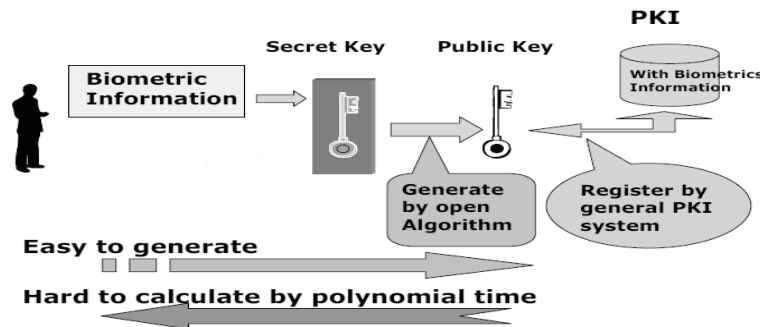 PKI
Secret Key
Public Key
Biometric
Information
With Biometrics
Information
Generate
by open
Algorithm
Register by
general PKI
system
Easy to generate
Hard to calculate by polynomial time